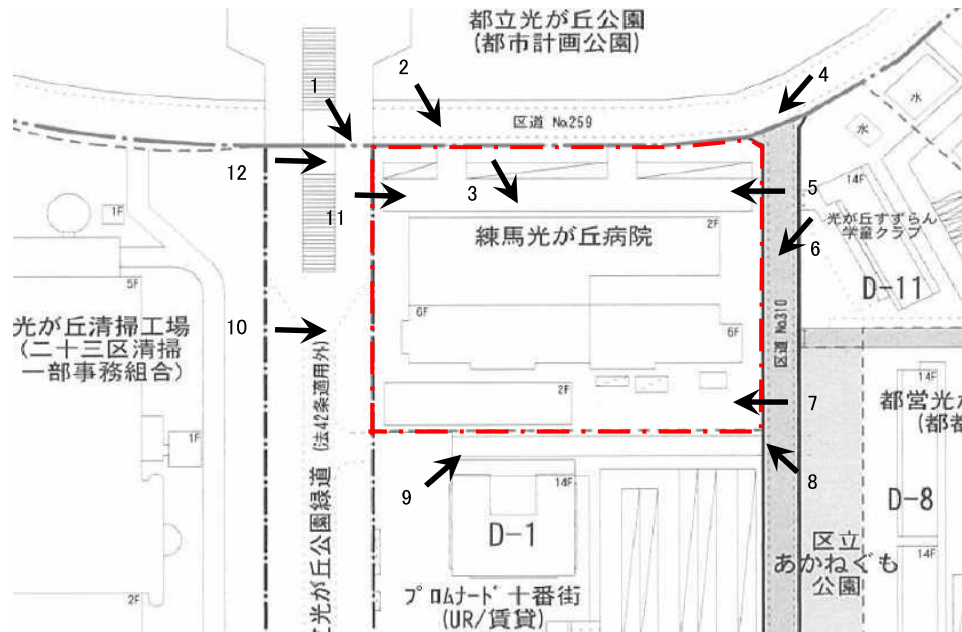 都立光が丘公園
(都市計画公園)
1
2
4
区道 No.259
水
水
12
3
5
14F
11
1F
光が丘すずらん
学童クラブ
練馬光が丘病院
2F
6
D-11
5F
10
光が丘清掃工場
(二十三区清掃
一部事務組合)
6F
6F
区道 No.310
(法42条適用外)
立光が丘公園緑道
2F
7
14F
都営光が
(都都
1F
9
14F
8
D-1
D-8
14F
区立
あかねぐも
公園
2F
プロムナード十番街
(UR/賃貸)